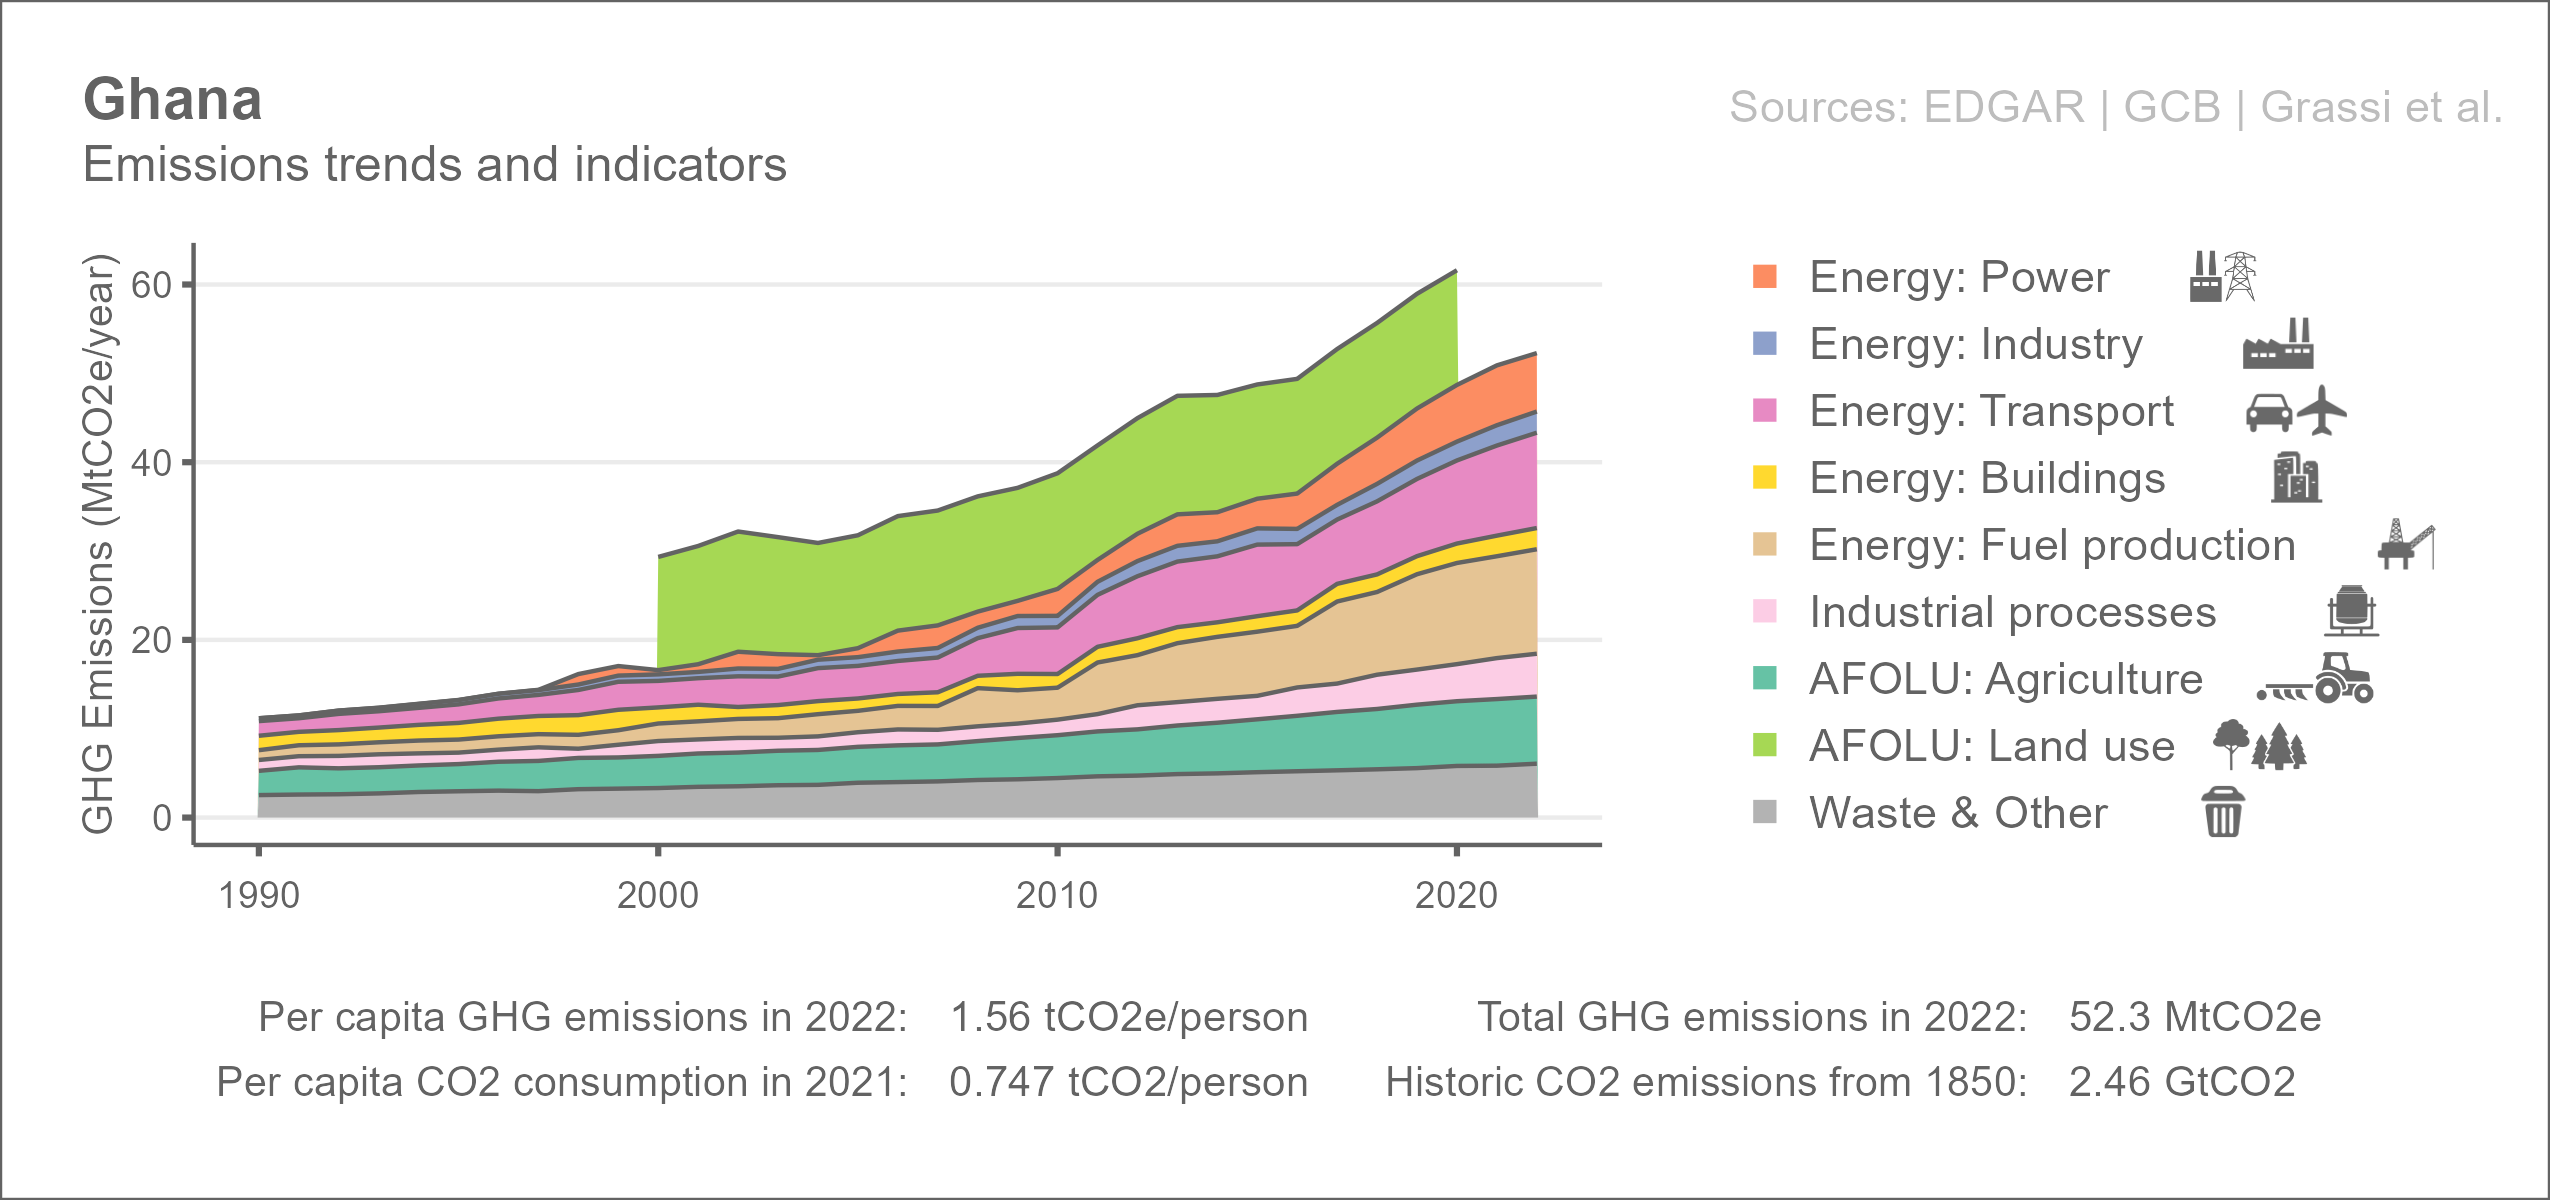 Ghana
Sources: EDGAR | GCB | Grassi et al.
Emissions trends and indicators
GHG Emissions (MtCO2e/year)
60
40
20
0
1990
2000
2010
2020
Energy: Power
Energy: Industry
Energy: Transport
Energy: Buildings
Energy: Fuel production
Industrial processes
AFOLU: Agriculture
AFOLU: Land use
Waste & Other
Per capita GHG emissions in 2022: 1.56 tCO2e/person
Total GHG emissions in 2022: 52.3 MtCO2e
Per capita CO2 consumption in 2021: 0.747 tCO2/person
Historic CO2 emissions from 1850: 2.46 GtCO2